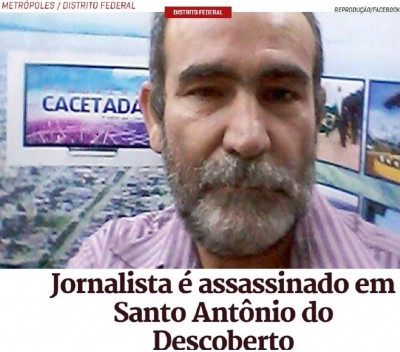 METRÓPOLES / DISTRITO FEDERAL
DISTRITO FEDERAL
REPRODUÇÃO/FACEBOOK
CACETADA
Jornalista é assassinado em
Santo Antônio do
Descoberto